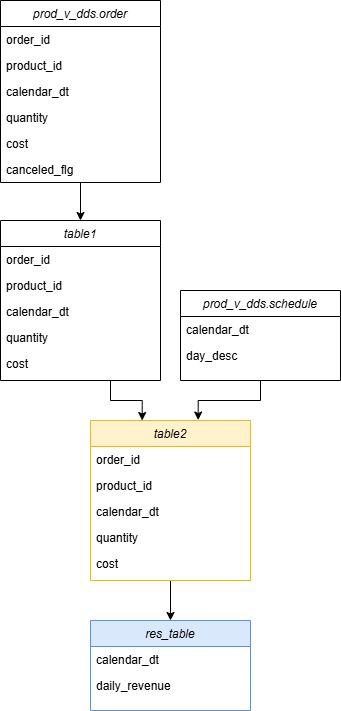 prod_v_dds.order
order_id
product_id
calendar_dt
quantity
cost
canceled_flg
table1
order_id
product_id
calendar_dt
quantity
cost
prod_v_dds.schedule
calendar_dt
day_desc
table2
order_id
product_id
calendar_dt
quantity
cost
res_table
calendar_dt
daily_revenue